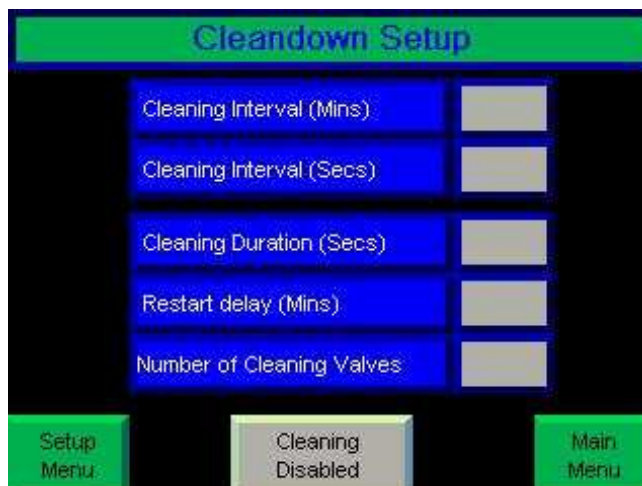 Cleandown Setup
Cleaning Interval (Mins)
Cleaning Interval (Secs)
Cleaning Duration (Secs)
Restart delay (Mins)
Number of Cleaning Valves
Setup
Menu
Cleaning
Disabled
Main
Menu